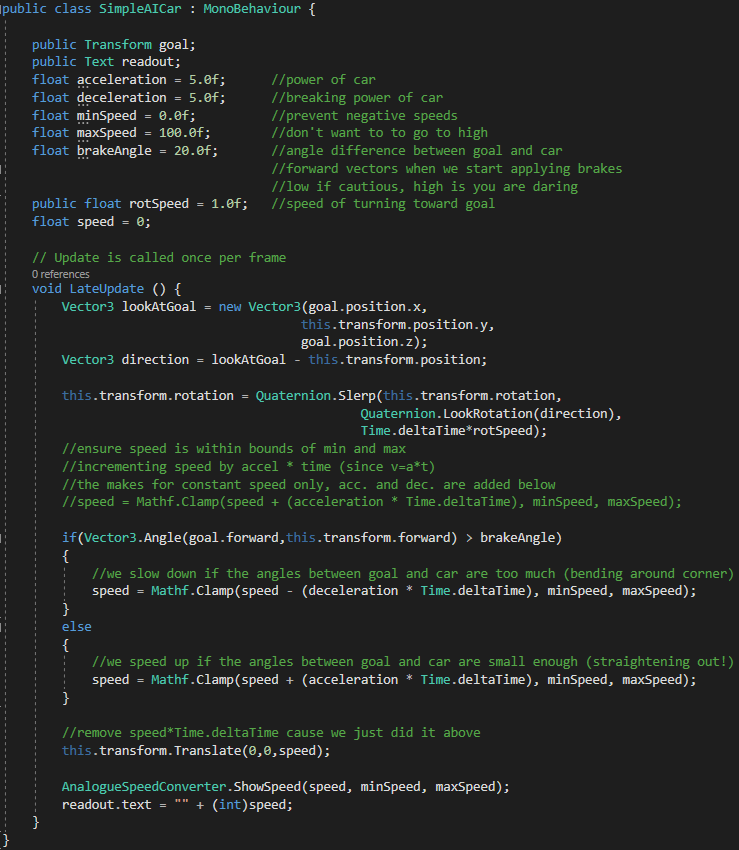 public class SimpleAICar : MonoBehaviour {
public Transform goal;
public Text readout;
float acceleration = 5.0f; //power of car
float deceleration = 5.0f; //breaking power of car
float minSpeed = 0.0f; //prevent negative speeds
float maxSpeed = 100.0f; //don't want to to go to high
float brakeAngle = 20.0f; //angle difference between goal and car
//forward vectors when we start applying brakes
//low if cautious, high is you are daring
public float rotSpeed = 1.0f; //speed of turning toward goal
float speed = 0;
// Update is called once per frame
0 references
void LateUpdate () {
Vector3 lookAtGoal = new Vector3(goal.position.x,
this.transform.position.y,
goal.position.z);
Vector3 direction = lookAtGoal - this.transform.position;
this.transform.rotation = Quaternion.Slerp(this.transform.rotation,
Quaternion.LookRotation(direction),
Time.deltaTime*rotSpeed);
//ensure speed is within bounds of min and max
//incrementing speed by accel * time (since v=a*t)
//the makes for constant speed only, acc. and dec. are added below
//speed = Mathf.Clamp(speed + (acceleration * Time.deltaTime), minSpeed, maxSpeed);
if(Vector3.Angle(goal.forward,this.transform.forward) > brakeAngle)
{
//we slow down if the angles between goal and car are too much (bending around corner)
speed = Mathf.Clamp(speed - (deceleration * Time.deltaTime), minSpeed, maxSpeed);
}
else
{
//we speed up if the angles between goal and car are small enough (straightening out!)
speed = Mathf.Clamp(speed + (acceleration * Time.deltaTime), minSpeed, maxSpeed);
}
//remove speed*Time.deltaTime cause we just did it above
this.transform.Translate(0,0,speed);
AnalogueSpeedConverter.ShowSpeed(speed, minSpeed, maxSpeed);
readout.text = "" + (int)speed;
}
}